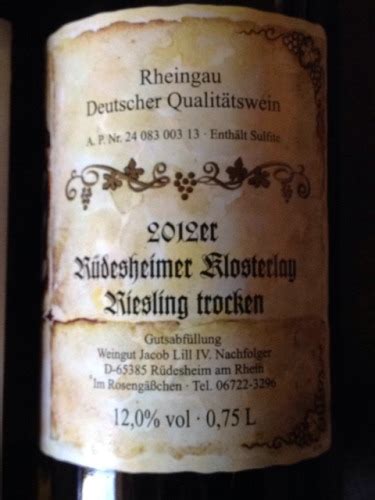 Rheingau
Deutscher Qualitätswein
A. P. Nr. 24 083 003 13 · Enthält Sulfite
2012er
Rüdesheimer Klosterlay
Riesling trocken
Gutsabfüllung
Weingut Jacob Lill IV. Nachfolger
D-65385 Rüdesheim am Rhein
Im Rosengäßchen · Tel. 06722-3296
12,0% vol · 0,75 L